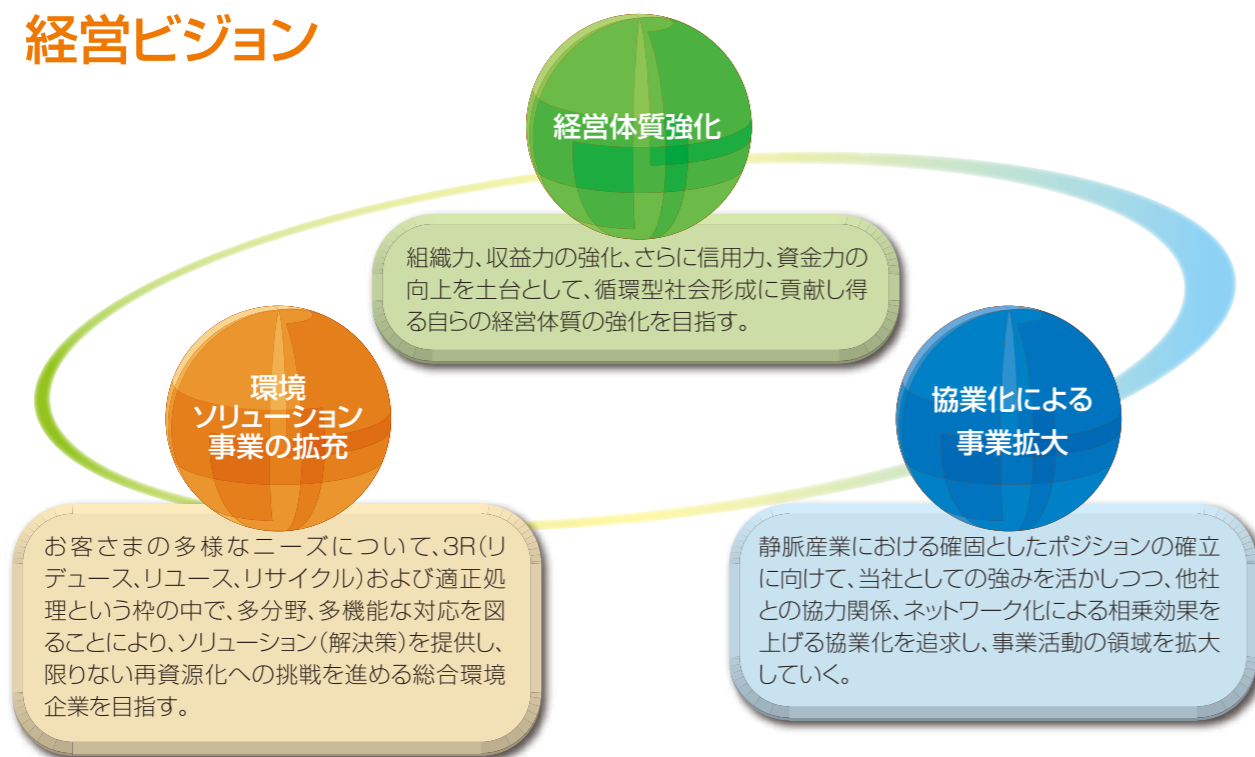 経営ビジョン
経営体質強化
組織力、収益力の強化、さらに信用力、資金力の
向上を土台として、循環型社会形成に貢献し得
る自らの経営体質の強化を目指す。
環境
ソリューション
事業の拡充
お客さまの多様なニーズについて、3R(リ
デュース、リユース、リサイクル)および適正処
理という枠の中で、多分野、多機能な対応を図
ることにより、ソリューション(解決策)を提供し、
限りない再資源化への挑戦を進める総合環境
企業を目指す。
協業化による
事業拡大
静脈産業における確固としたポジションの確立
に向けて、当社としての強みを活かしつつ、他社
との協力関係、ネットワーク化による相乗効果を
上げる協業化を追求し、事業活動の領域を拡大
していく。